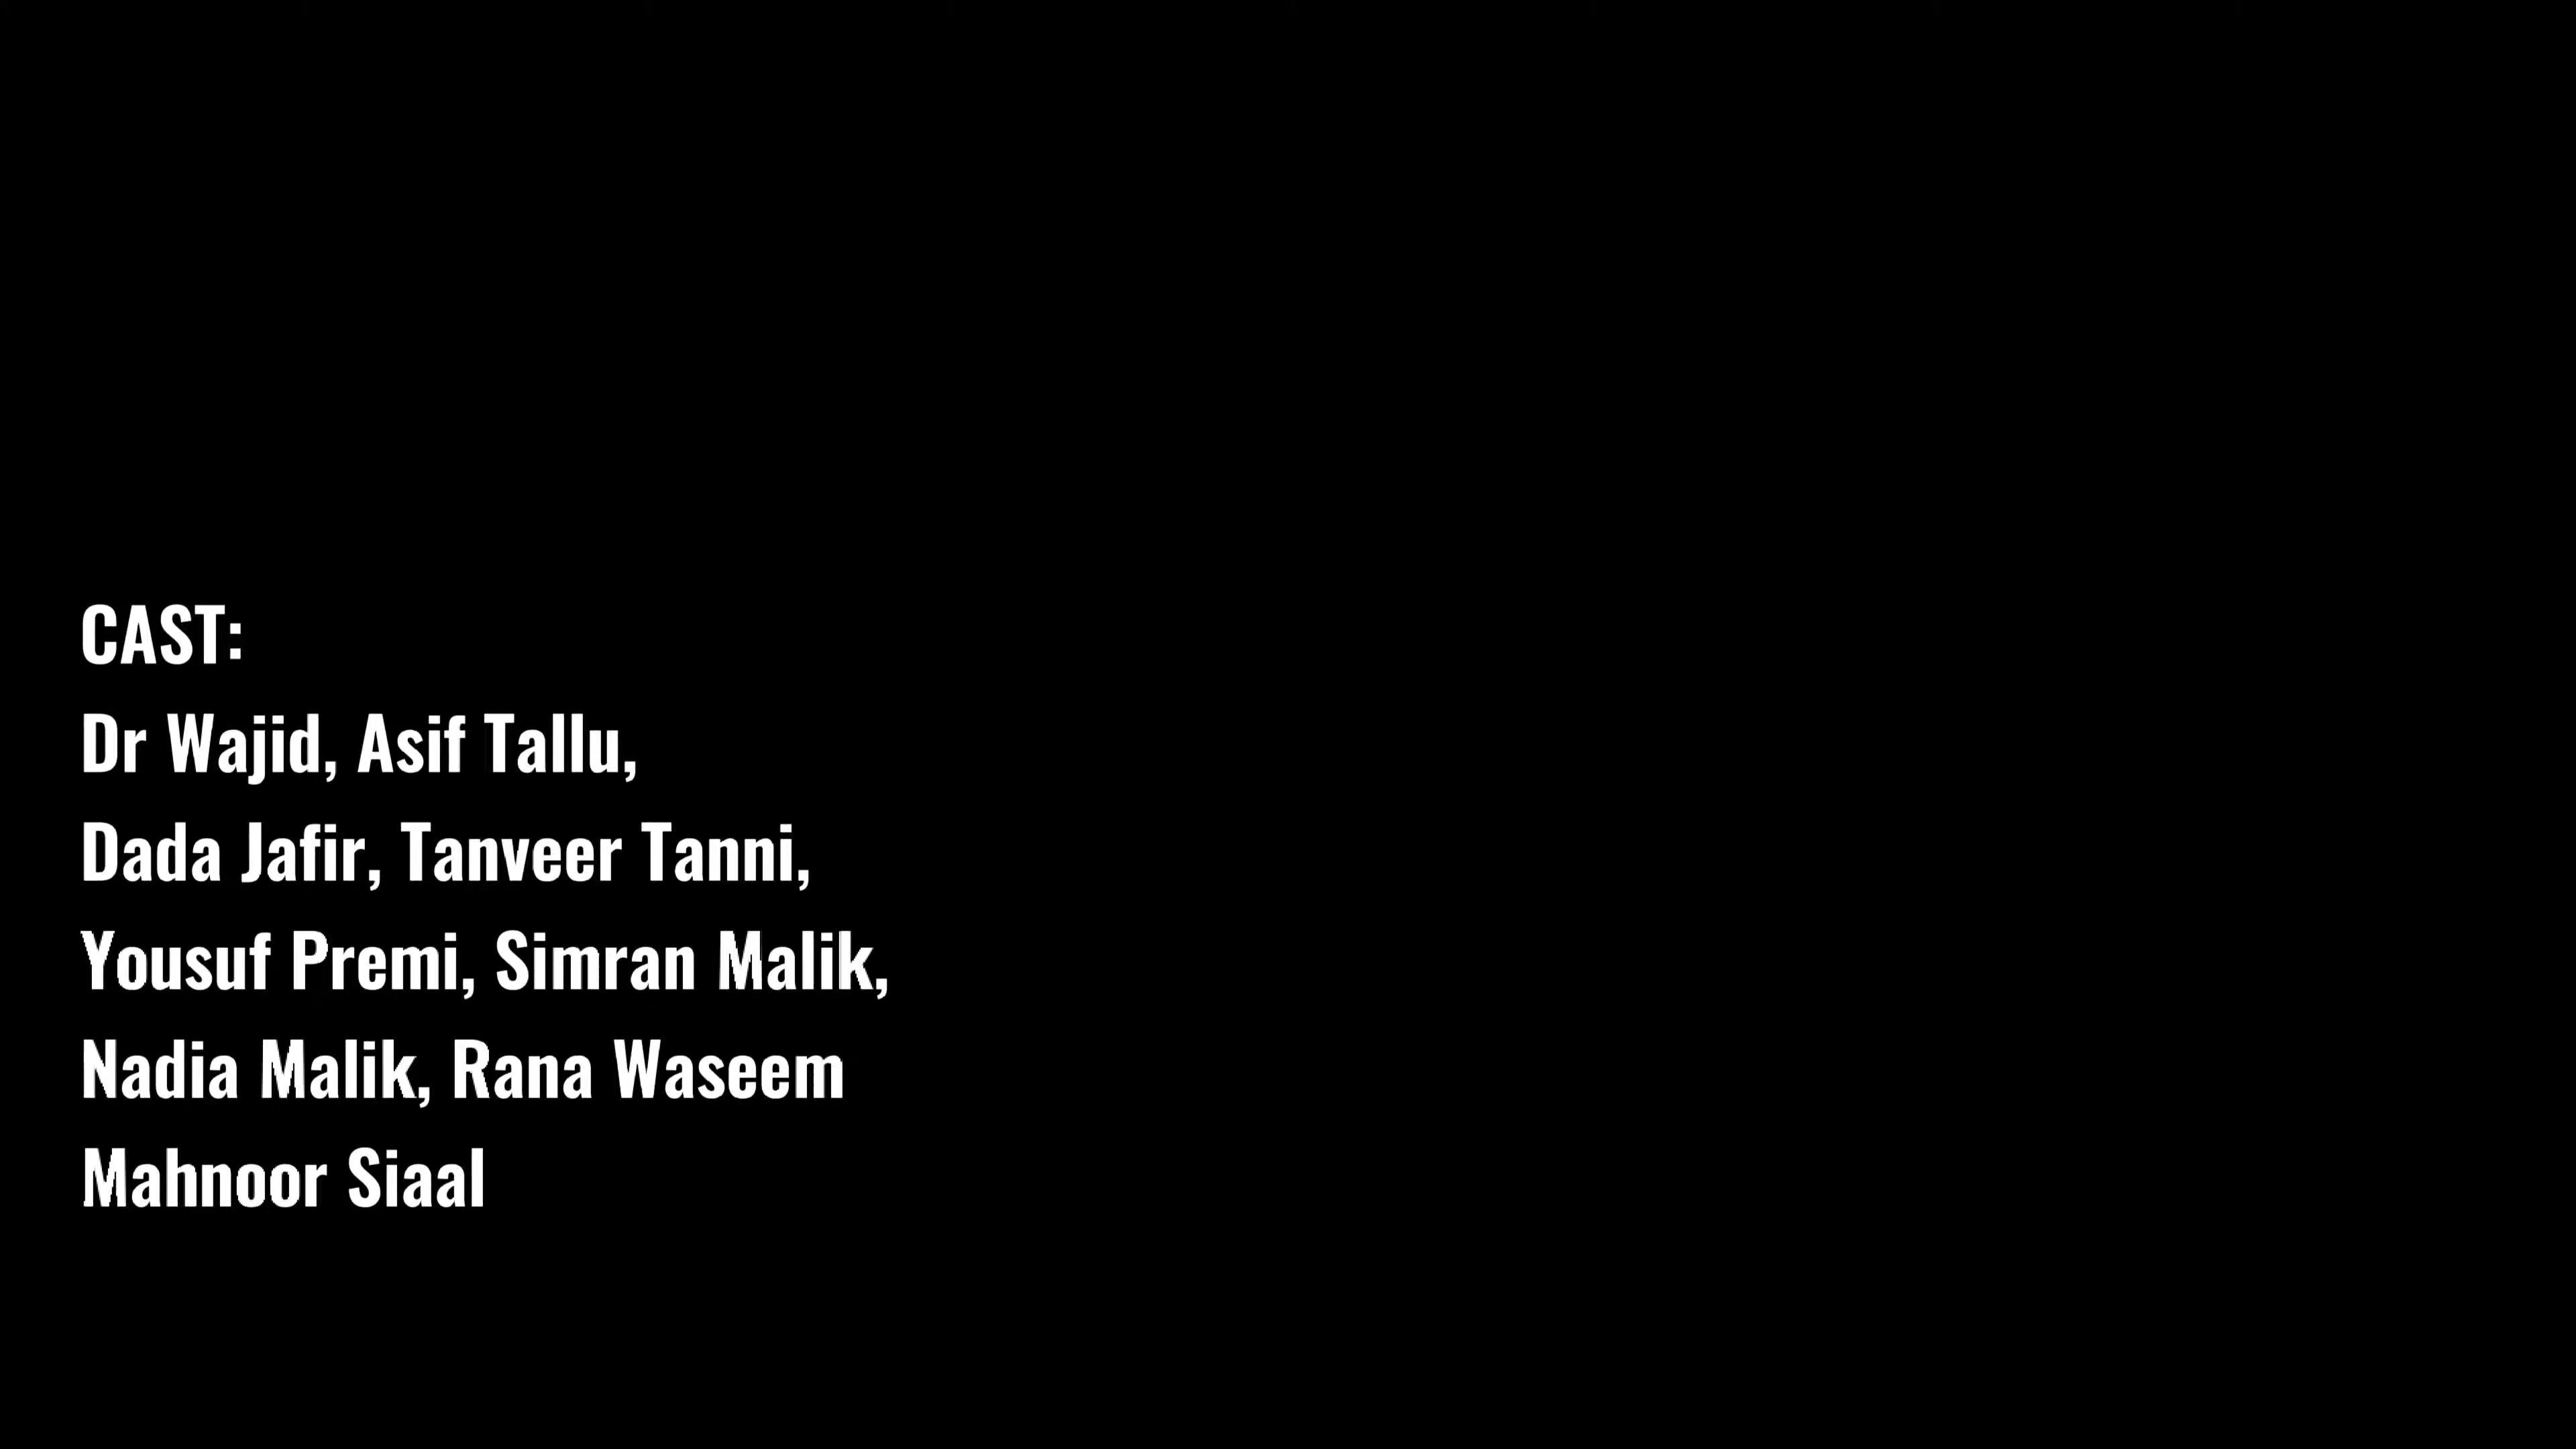 CAST:
Dr Wajid, Asif Tallu,
Dada Jafir, Tanveer Tanni,
Yousuf Premi, Simran Malik,
Nadia Malik, Rana Waseem
Mahnoor Siaal